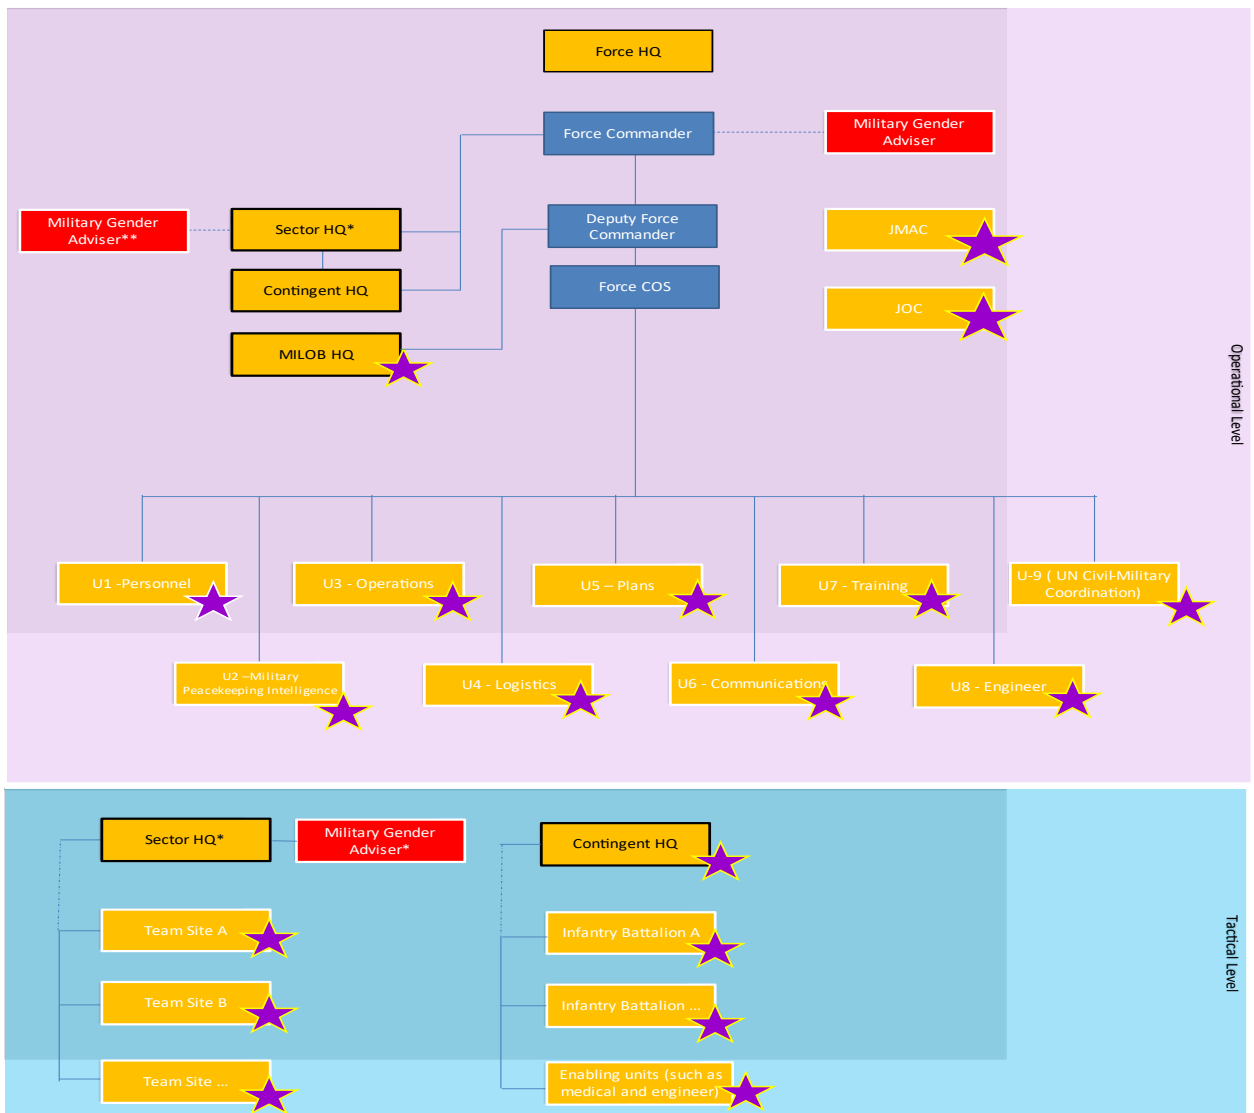 Force HQ
Force Commander
Military Gender
Adviser
Military Gender
Adviser**
Sector HQ*
Deputy Force
Commander
JMAC
Contingent HQ
Force COS
JOC
MILOB HQ
Operational Level
U1 -Personnel
U3 - Operations
U5 – Plans
U7 - Training
U-9 ( UN Civil-Military
Coordination)
U2 –Military
Peacekeeping Intelligence
U4 - Logistics
U6 - Communications
U8 - Engineer
Sector HQ*
Military Gender
Adviser*
Contingent HQ
Team Site A
Infantry Battalion A
Tactical Level
Team Site B
Infantry Battalion ...
Team Site ...
Enabling units (such as
medical and engineer)